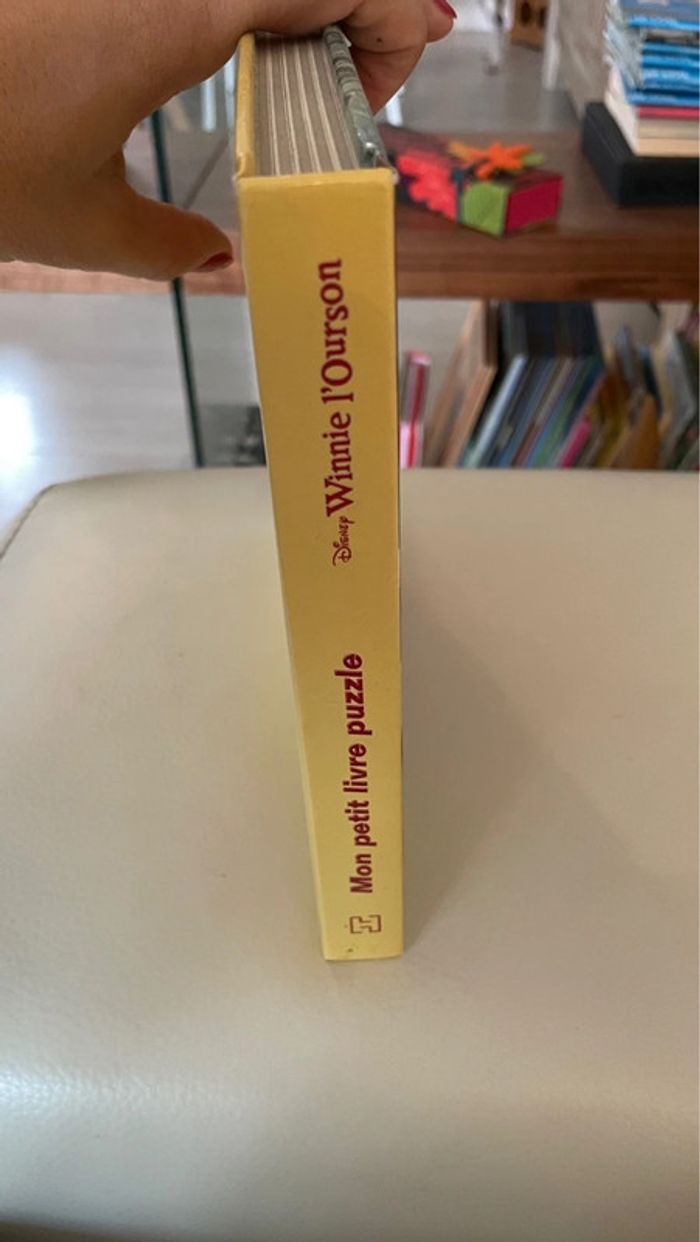 Mon petit livre puzzle
Disney Winnie l'Ourson
H